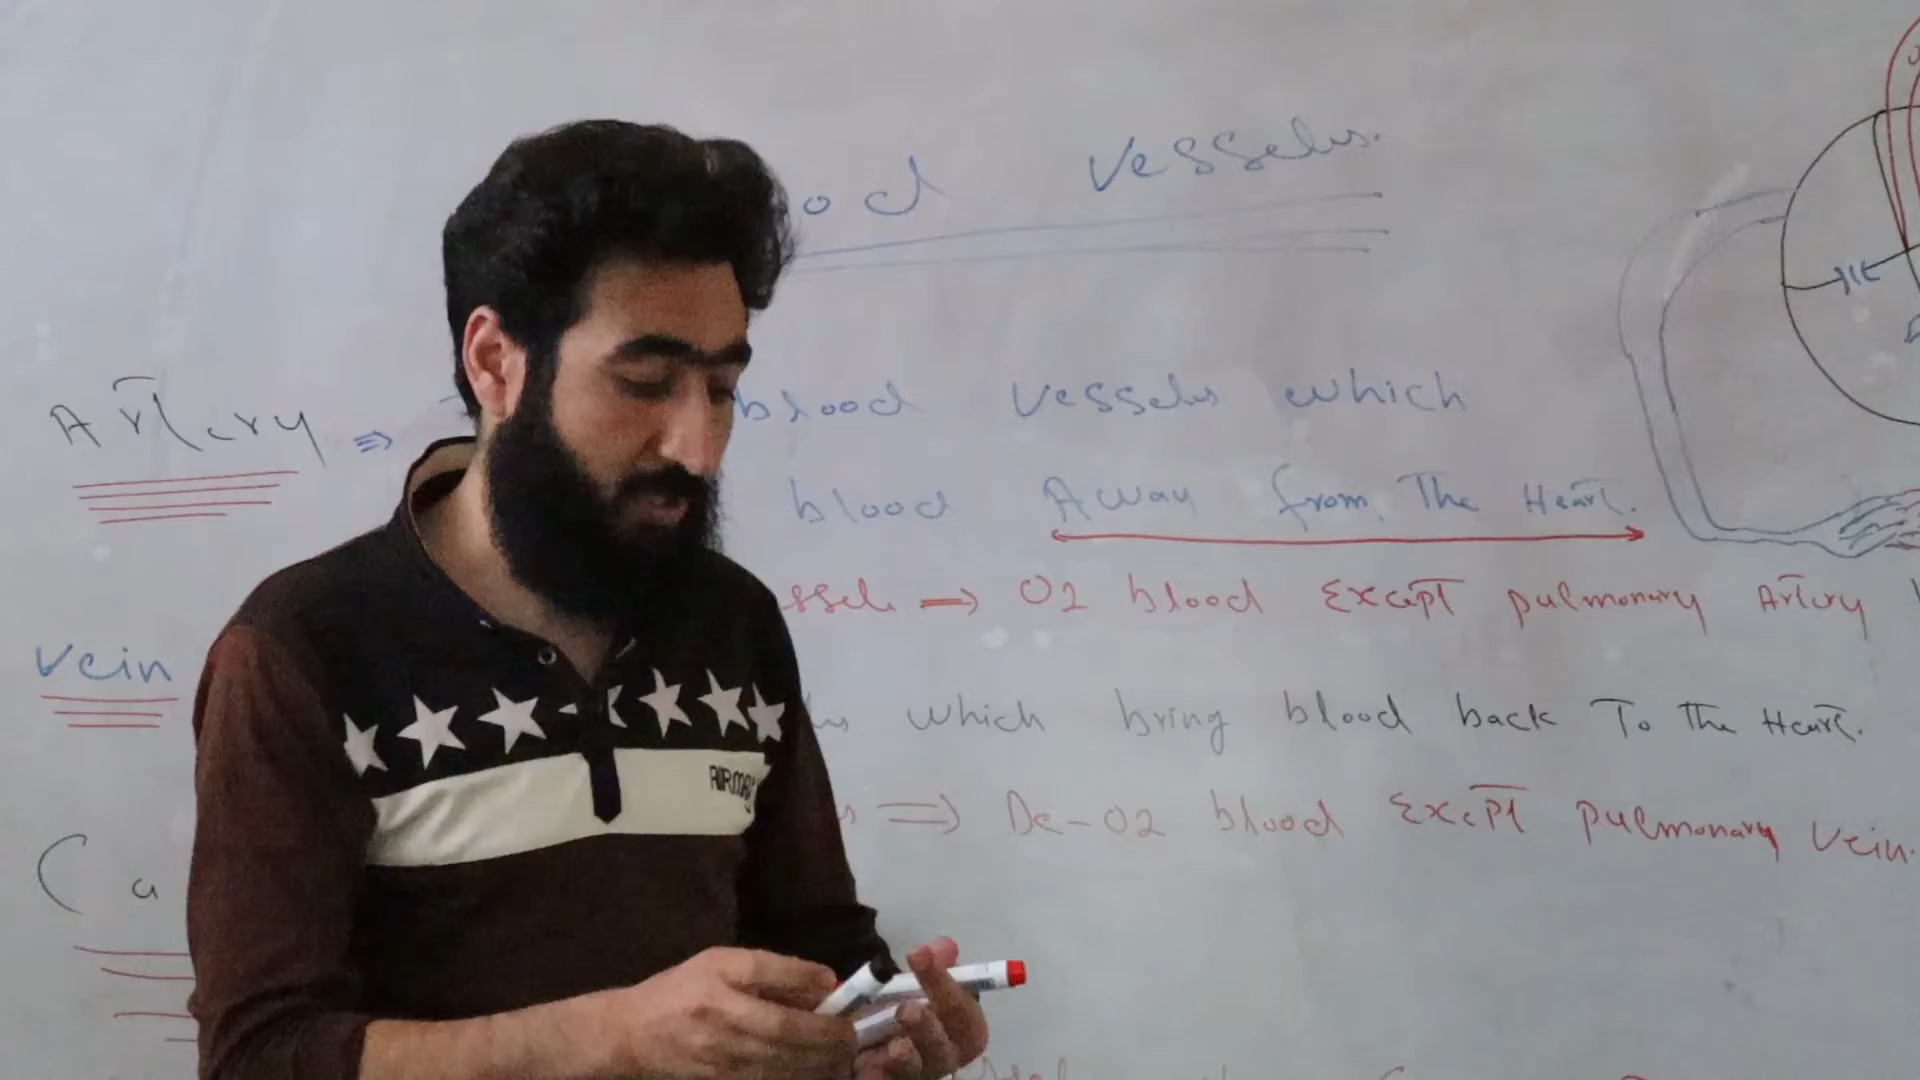 vessels.
Artery ⇒ blood vessels which
blood Away from The Heart.
⇒ O2 blood Except pulmonary Artery
Vein
which bring blood back To The Heart.
⇒ De-O2 blood Except pulmonary Vein.
Ca